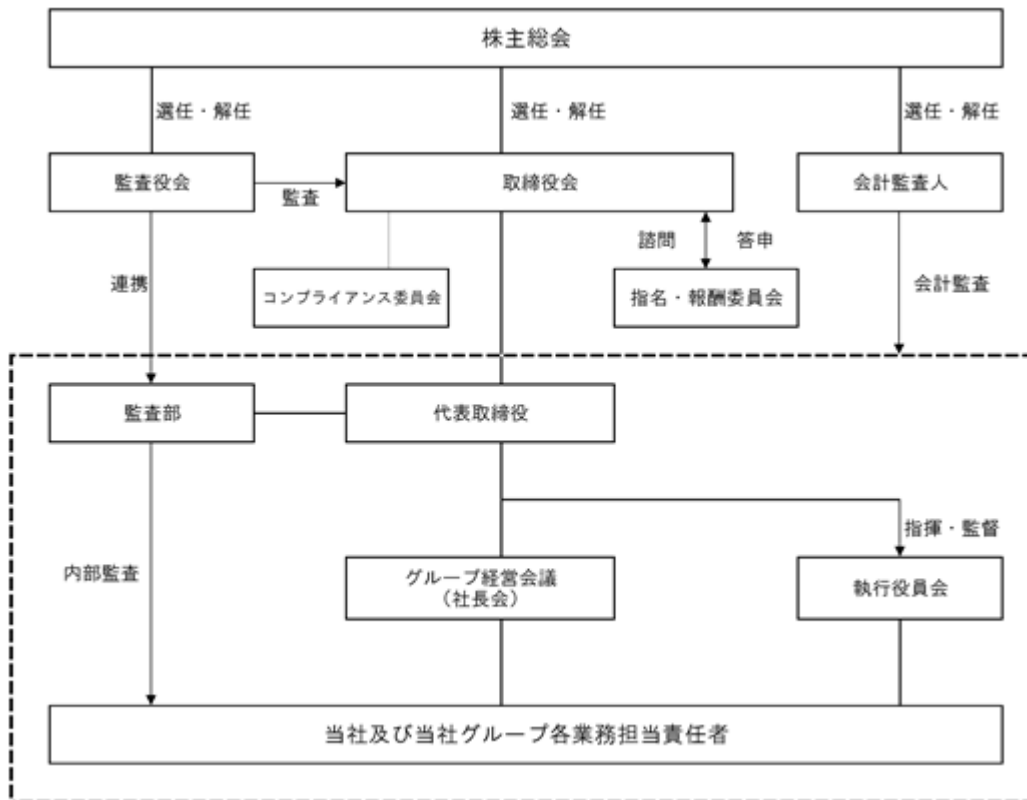 株主総会
選任・解任
選任・解任
選任・解任
監査役会
監査
取締役会
会計監査人
諮問
答申
連携
コンプライアンス委員会
指名・報酬委員会
会計監査
監査部
代表取締役
指揮・監督
内部監査
グループ経営会議
（社長会）
執行役員会
当社及び当社グループ各業務担当責任者